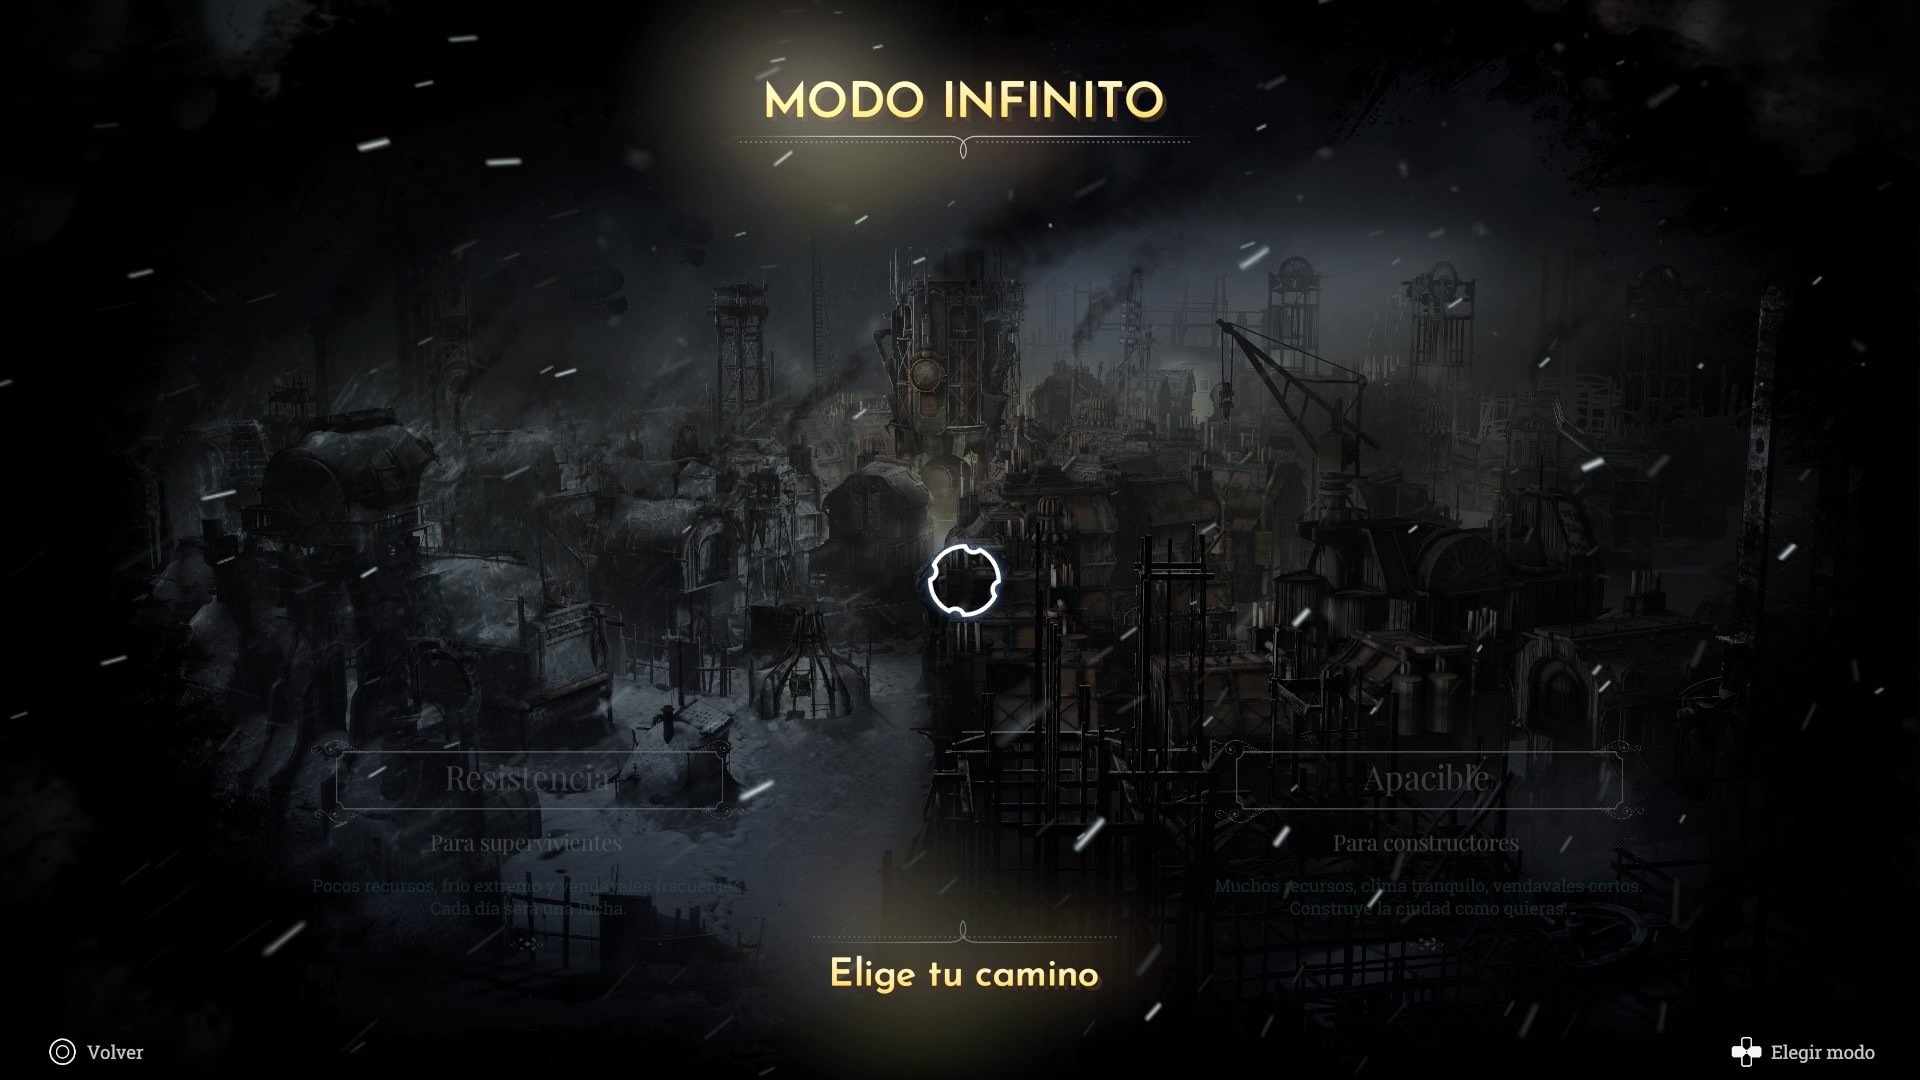 MODO INFINITO
Resistencia
Para supervivientes
Pocos recursos, frío extremo y vendavales frecuentes.
Cada día será una lucha.
Apacible
Para constructores
Muchos recursos, clima tranquilo, vendavales cortos.
Construye la ciudad como quieras.
Elige tu camino
Volver
Elegir modo